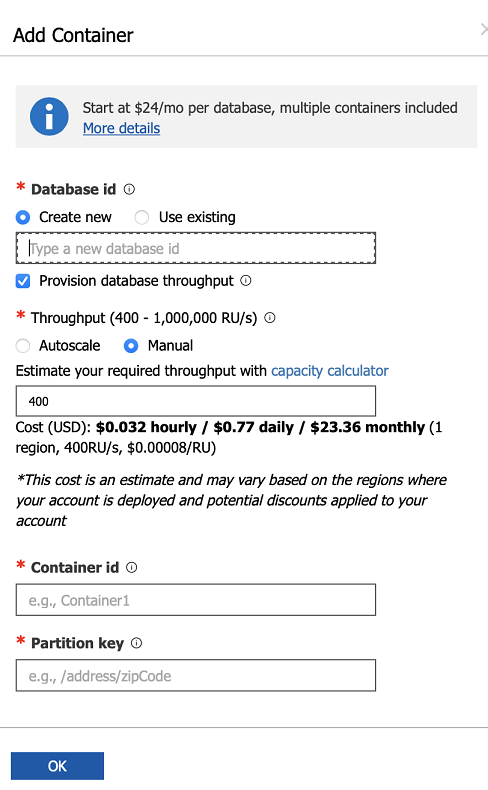 Add Container
Start at $24/mo per database, multiple containers included
More details
* Database id
Create new Use existing
Type a new database id
Provision database throughput
* Throughput (400 - 1,000,000 RU/s)
Autoscale Manual
Estimate your required throughput with capacity calculator
400
Cost (USD): $0.032 hourly / $0.77 daily / $23.36 monthly (1
region, 400RU/s, $0.00008/RU)
*This cost is an estimate and may vary based on the regions where
your account is deployed and potential discounts applied to your
account
* Container id
e.g., Container1
* Partition key
e.g., /address/zipCode
OK